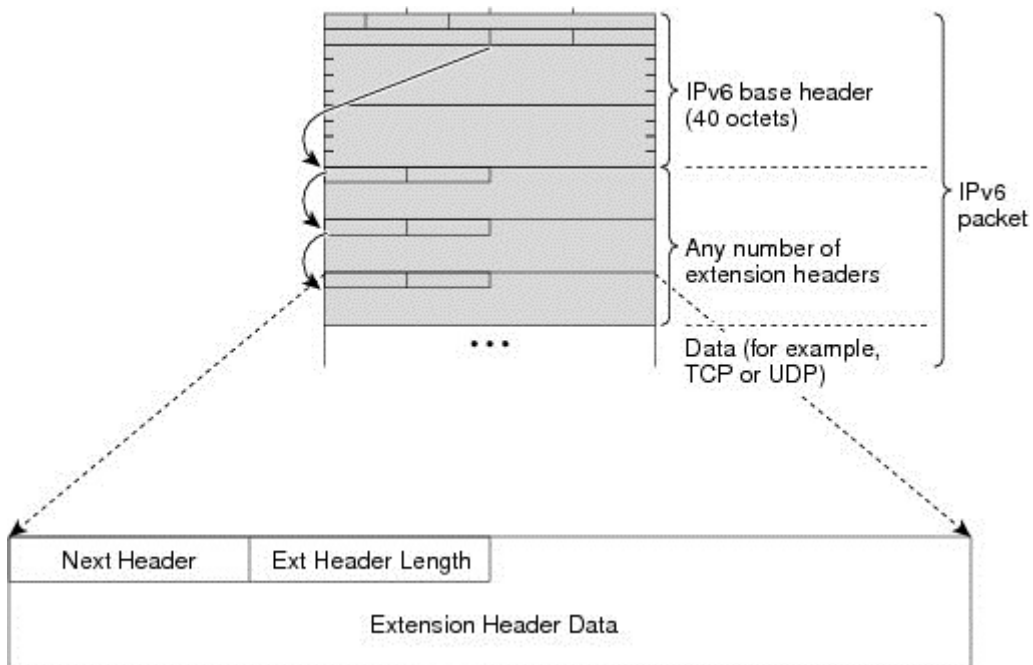 IPv6 base header
(40 octets)
IPv6
packet
Any number of
extension headers
•••
Data (for example,
TCP or UDP)
Next Header
Ext Header Length
Extension Header Data